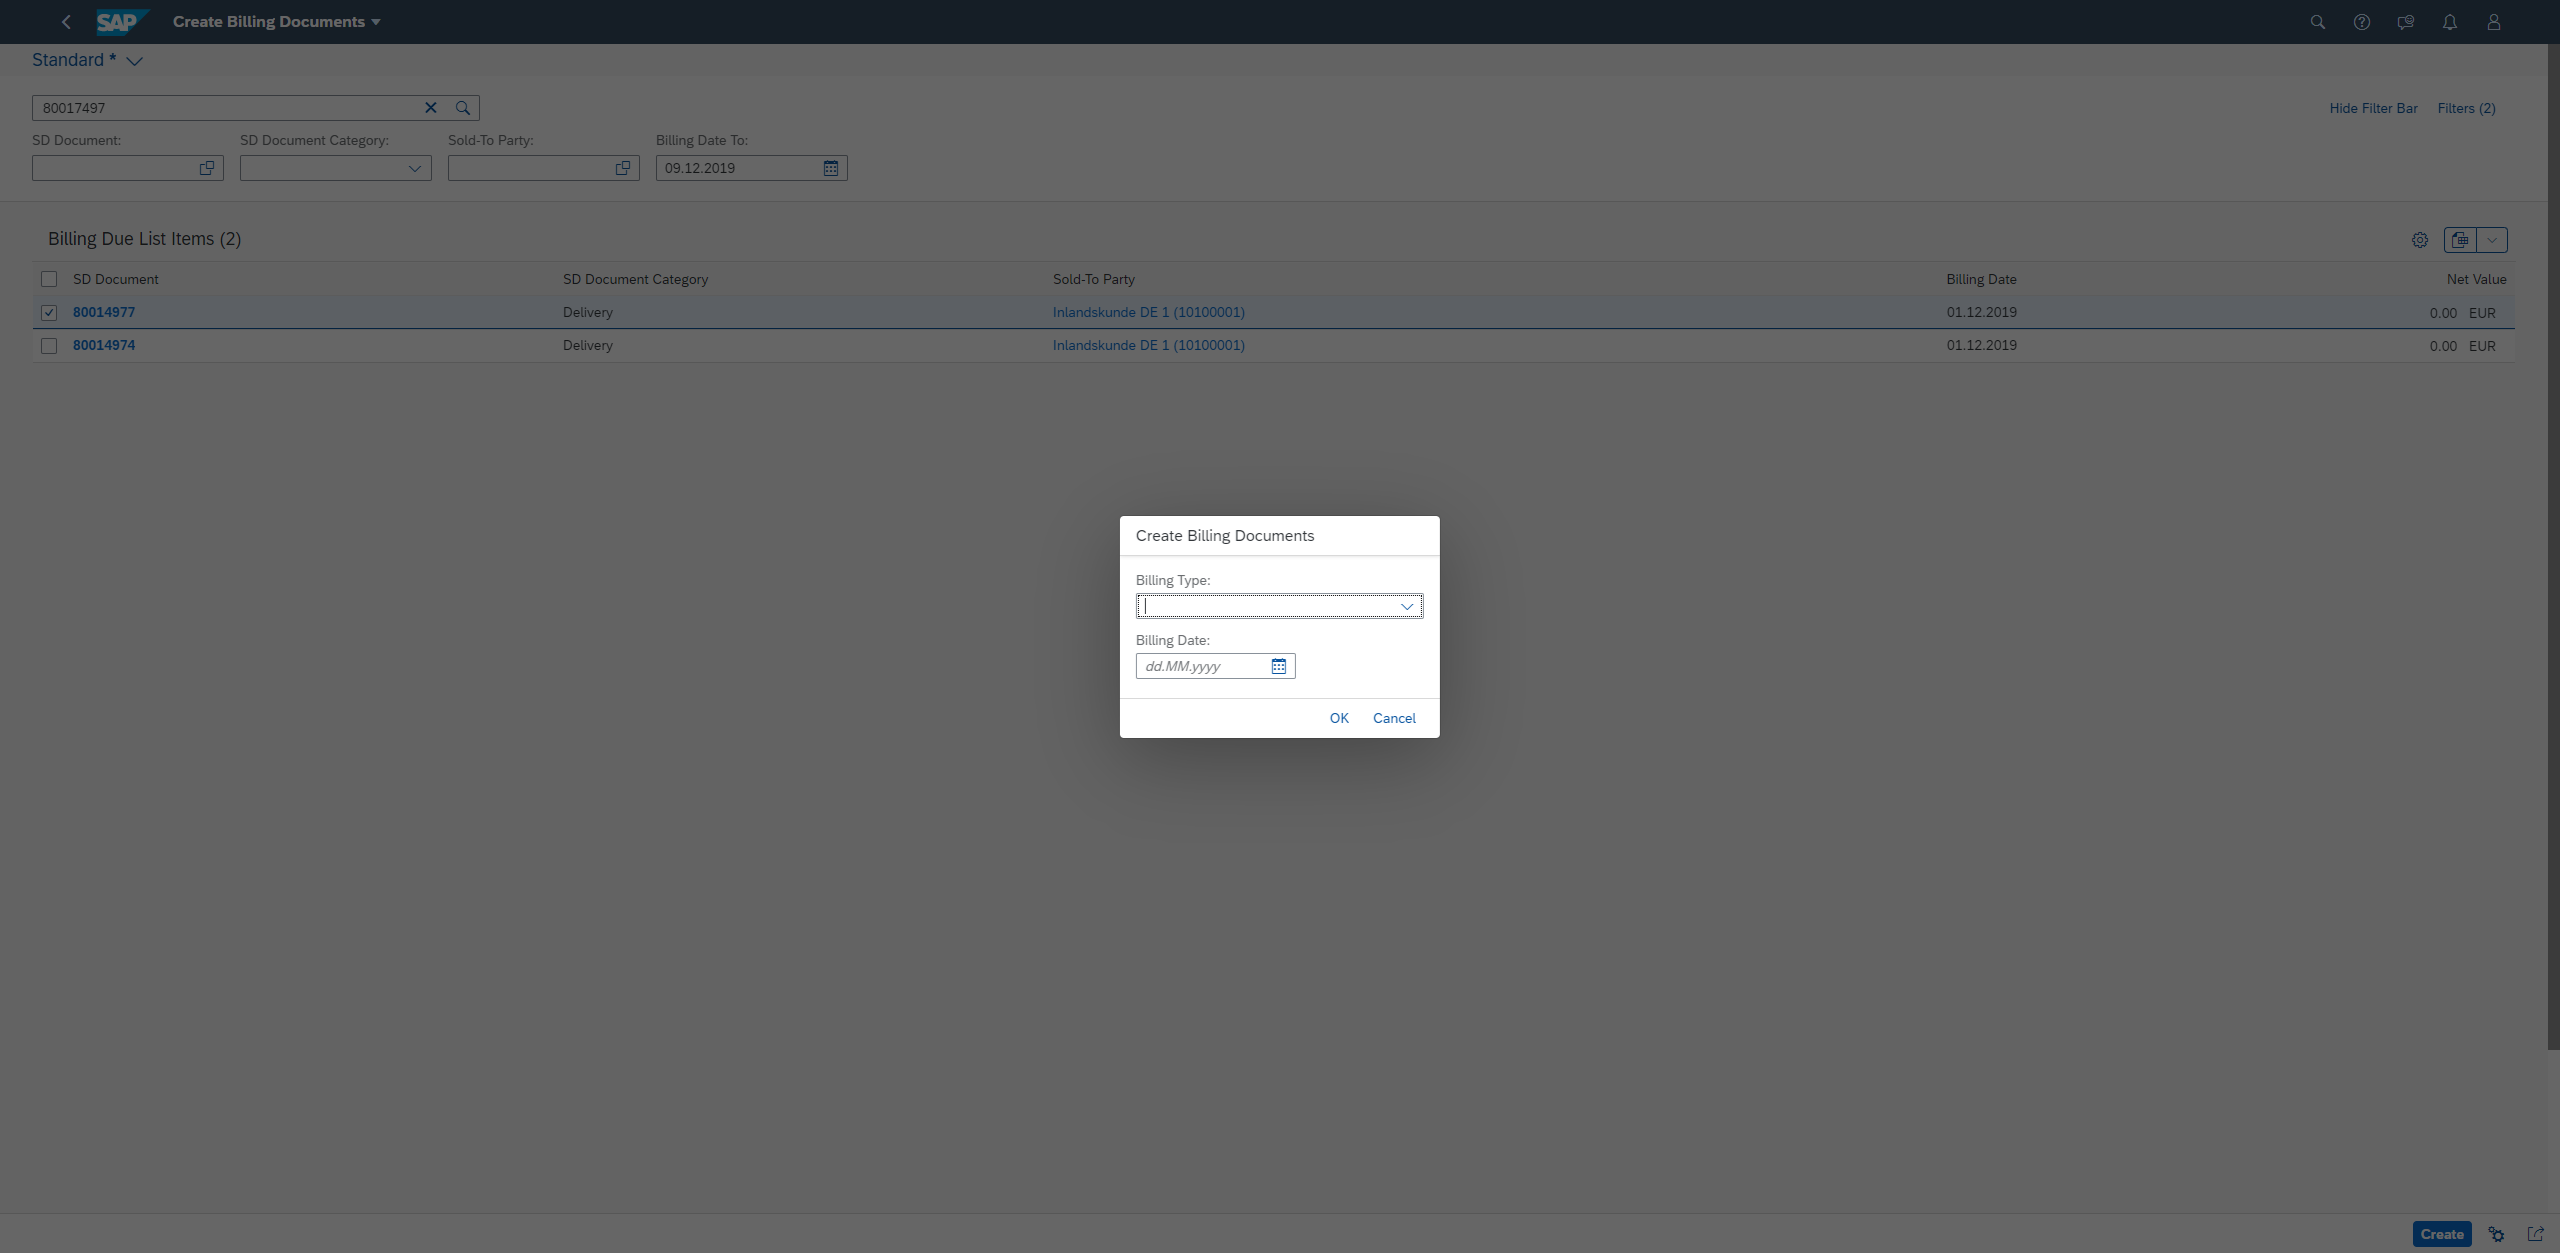 SAP Create Billing Documents
Standard *
80017497
Hide Filter Bar Filters (2)
SD Document: SD Document Category: Sold-To Party: Billing Date To:
09.12.2019
Billing Due List Items (2)
SD Document SD Document Category Sold-To Party Billing Date Net Value
80014977 Delivery Inlandskunde DE 1 (10100001) 01.12.2019 0.00 EUR
80014974 Delivery Inlandskunde DE 1 (10100001) 01.12.2019 0.00 EUR
Create Billing Documents
Billing Type:
Billing Date:
dd.MM.yyyy
OK Cancel
Create